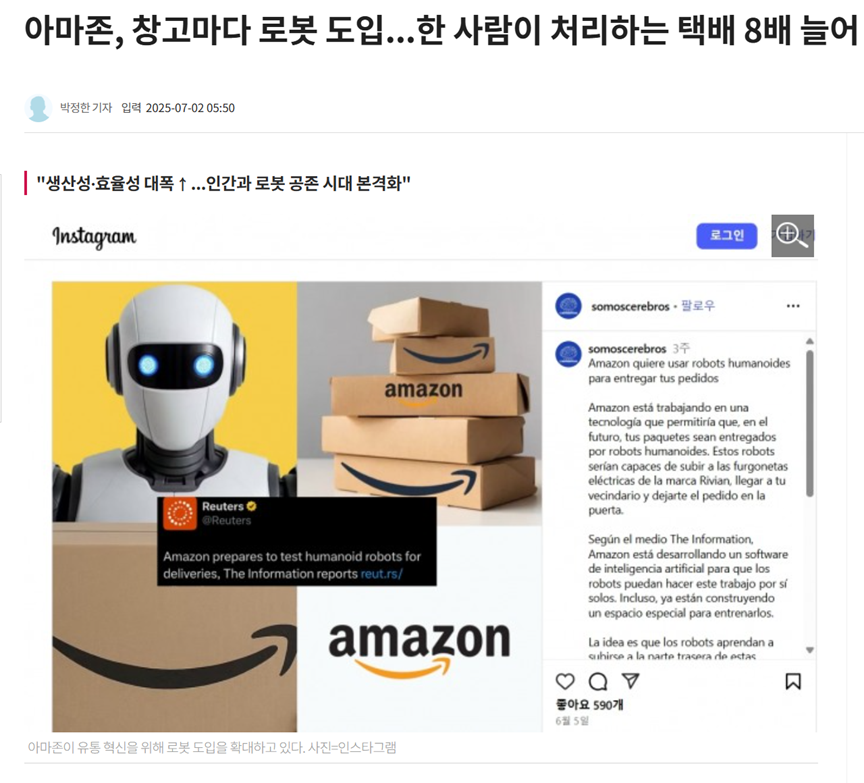 아마존, 창고마다 로봇 도입...한 사람이 처리하는 택배 8배 늘어
박정한 기자 입력 2025-07-02 05:50
"생산성·효율성 대폭↑...인간과 로봇 공존 시대 본격화"
Instagram
로그인
amazon
Reuters
@Reuters
Amazon prepares to test humanoid robots for
deliveries, The Information reports reut.rs/
amazon
somoscerebros • 팔로우
somoscerebros 3주
Amazon quiere usar robots humanoides
para entregar tus pedidos
Amazon está trabajando en una
tecnología que permitiría que, en el
futuro, tus paquetes sean entregados
por robots humanoides. Estos robots
serían capaces de subir a las furgonetas
eléctricas de la marca Rivian, llegar a tu
vecindario y dejarte el pedido en la
puerta.
Según el medio The Information,
Amazon está desarrollando un software
de inteligencia artificial para que los
robots puedan hacer este trabajo por sí
solos. Incluso, ya están construyendo
un espacio especial para entrenarlos.
La idea es que los robots aprendan a
subirse a la parte trasera de estas
좋아요 590개
6월 5일
아마존이 유통 혁신을 위해 로봇 도입을 확대하고 있다. 사진=인스타그램